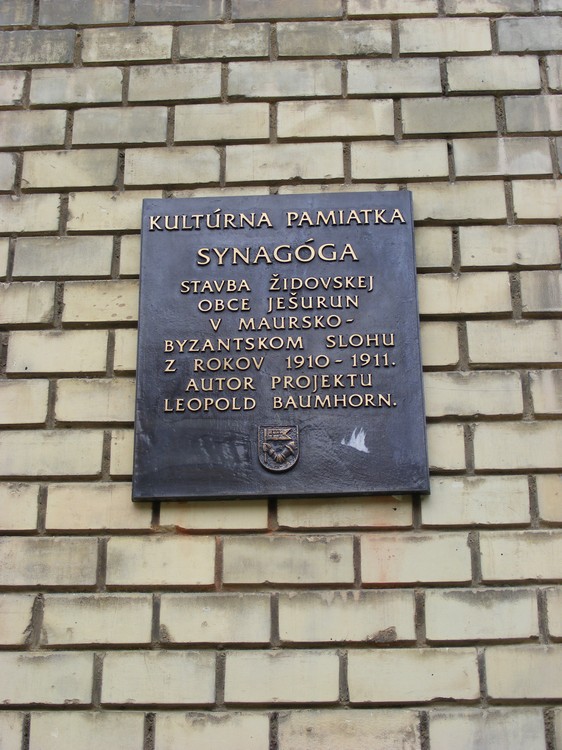 KULTÚRNA PAMIATKA
SYNAGÓGA
STAVBA ŽIDOVSKEJ
OBCE JEŠURUN
V MAURSKO-
BYZANTSKOM SLOHU
Z ROKOV 1910-1911.
AUTOR PROJEKTU
LEOPOLD BAUMHORN.